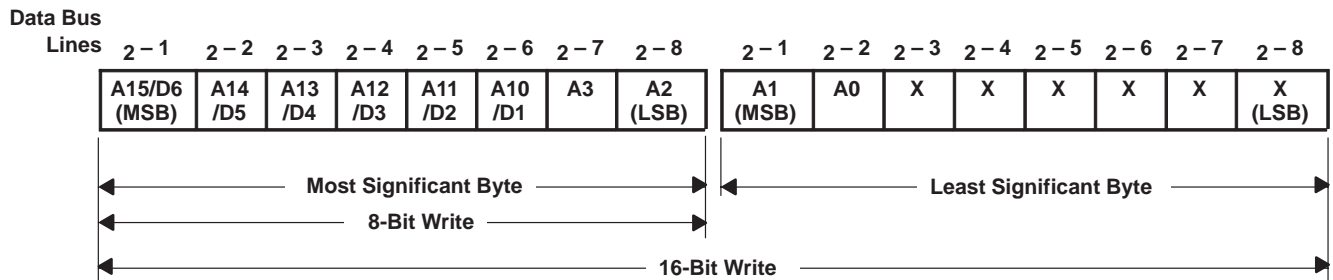 Data Bus
Lines 2 – 1 2 – 2 2 – 3 2 – 4 2 – 5 2 – 6 2 – 7 2 – 8 2 – 1 2 – 2 2 – 3 2 – 4 2 – 5 2 – 6 2 – 7 2 – 8
A15/D6 A14 A13 A12 A11 A10 A3 A2 A1 A0 X X X X X X
(MSB) /D5 /D4 /D3 /D2 /D1 (LSB) (MSB) (LSB)
Most Significant Byte Least Significant Byte
8-Bit Write
16-Bit Write